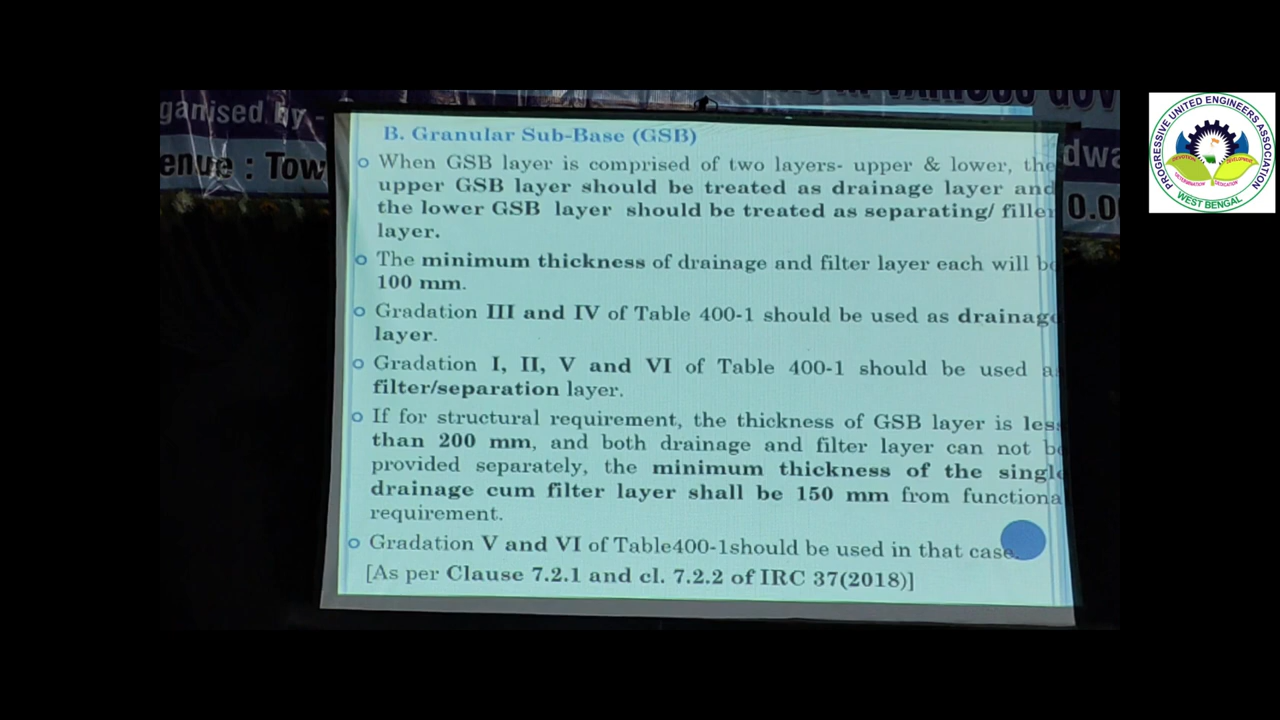 ganised by -
enue : Tow
B. Granular Sub-Base (GSB)
When GSB layer is comprised of two layers- upper & lower, the
upper GSB layer should be treated as drainage layer and
the lower GSB layer should be treated as separating/ filler
layer.
The minimum thickness of drainage and filter layer each will be
100 mm.
Gradation III and IV of Table 400-1 should be used as drainage
layer.
Gradation I, II, V and VI of Table 400-1 should be used a
filter/separation layer.
If for structural requirement, the thickness of GSB layer is less
than 200 mm, and both drainage and filter layer can not be
provided separately, the minimum thickness of the single
drainage cum filter layer shall be 150 mm from functiona
requirement.
Gradation V and VI of Table400-1should be used in that case.
[As per Clause 7.2.1 and cl. 7.2.2 of IRC 37(2018)]
dwa
0.0
PROGRESSIVE UNITED ENGINEERS ASSOCIATION
DEVOTION
DEVELOPMENT
DETERMINATION
DEDICATION
WEST BENGAL